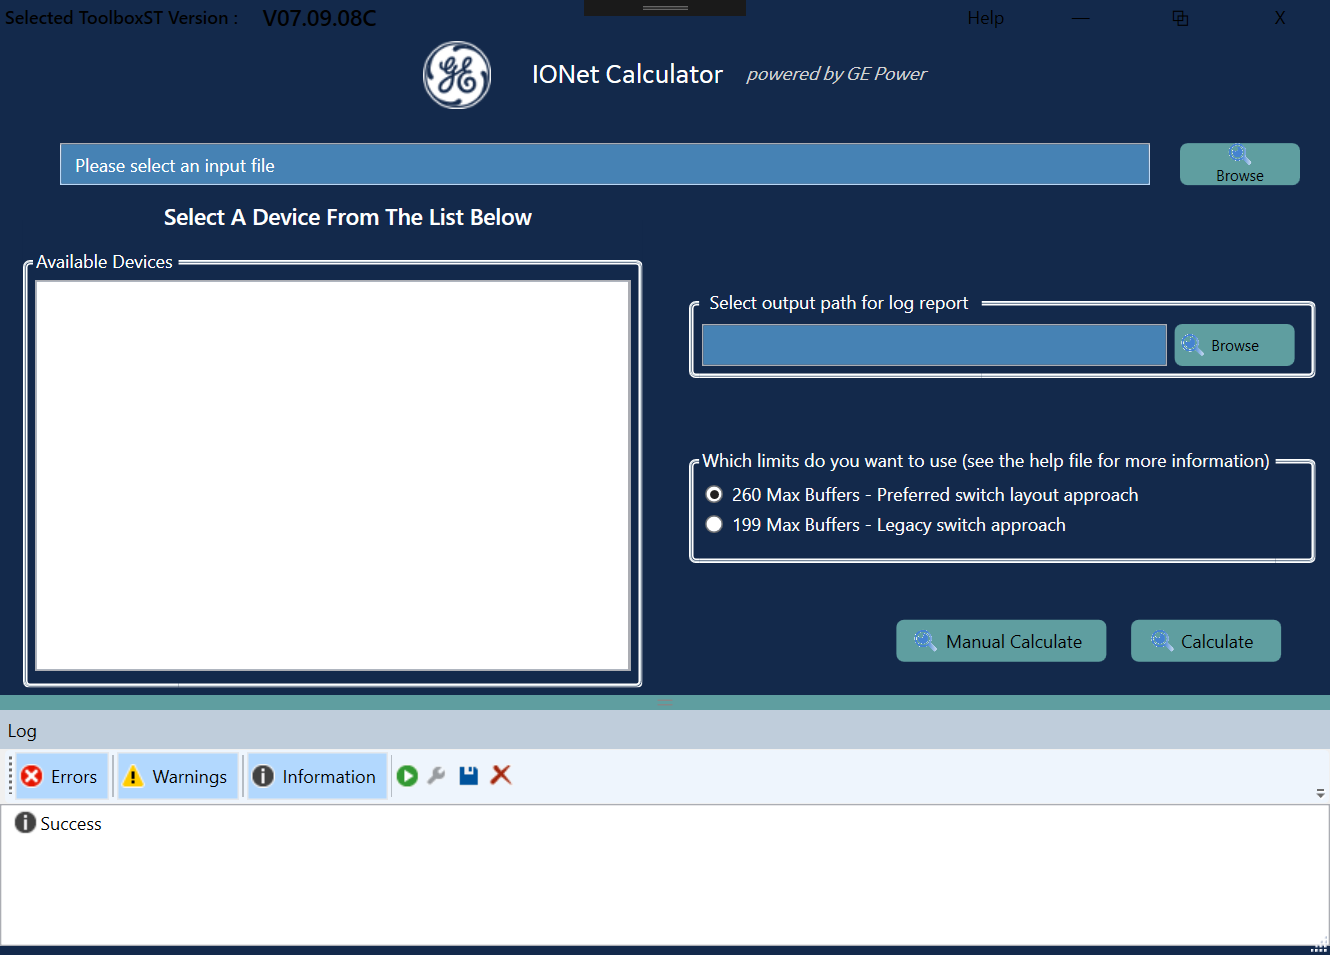 Selected ToolboxST Version : V07.09.08C
Help
X
GE
IONet Calculator powered by GE Power
Please select an input file
Browse
Select A Device From The List Below
Available Devices
Select output path for log report
Browse
Which limits do you want to use (see the help file for more information)
260 Max Buffers - Preferred switch layout approach
199 Max Buffers - Legacy switch approach
Manual Calculate
Calculate
Log
Errors
Warnings
Information
Success